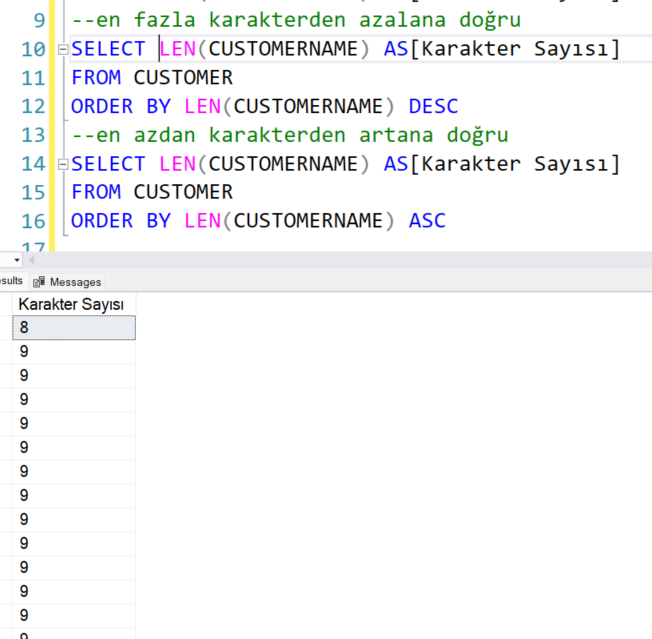 9 --en fazla karakterden azalana doğru
10 SELECT LEN(CUSTOMERNAME) AS[Karakter Sayısı]
11 FROM CUSTOMER
12 ORDER BY LEN(CUSTOMERNAME) DESC
13 --en azdan karakterden artana doğru
14 SELECT LEN(CUSTOMERNAME) AS[Karakter Sayısı]
15 FROM CUSTOMER
16 ORDER BY LEN(CUSTOMERNAME) ASC
17
esults Messages
Karakter Sayısı
8
9
9
9
9
9
9
9
9
9
9
9
9
9